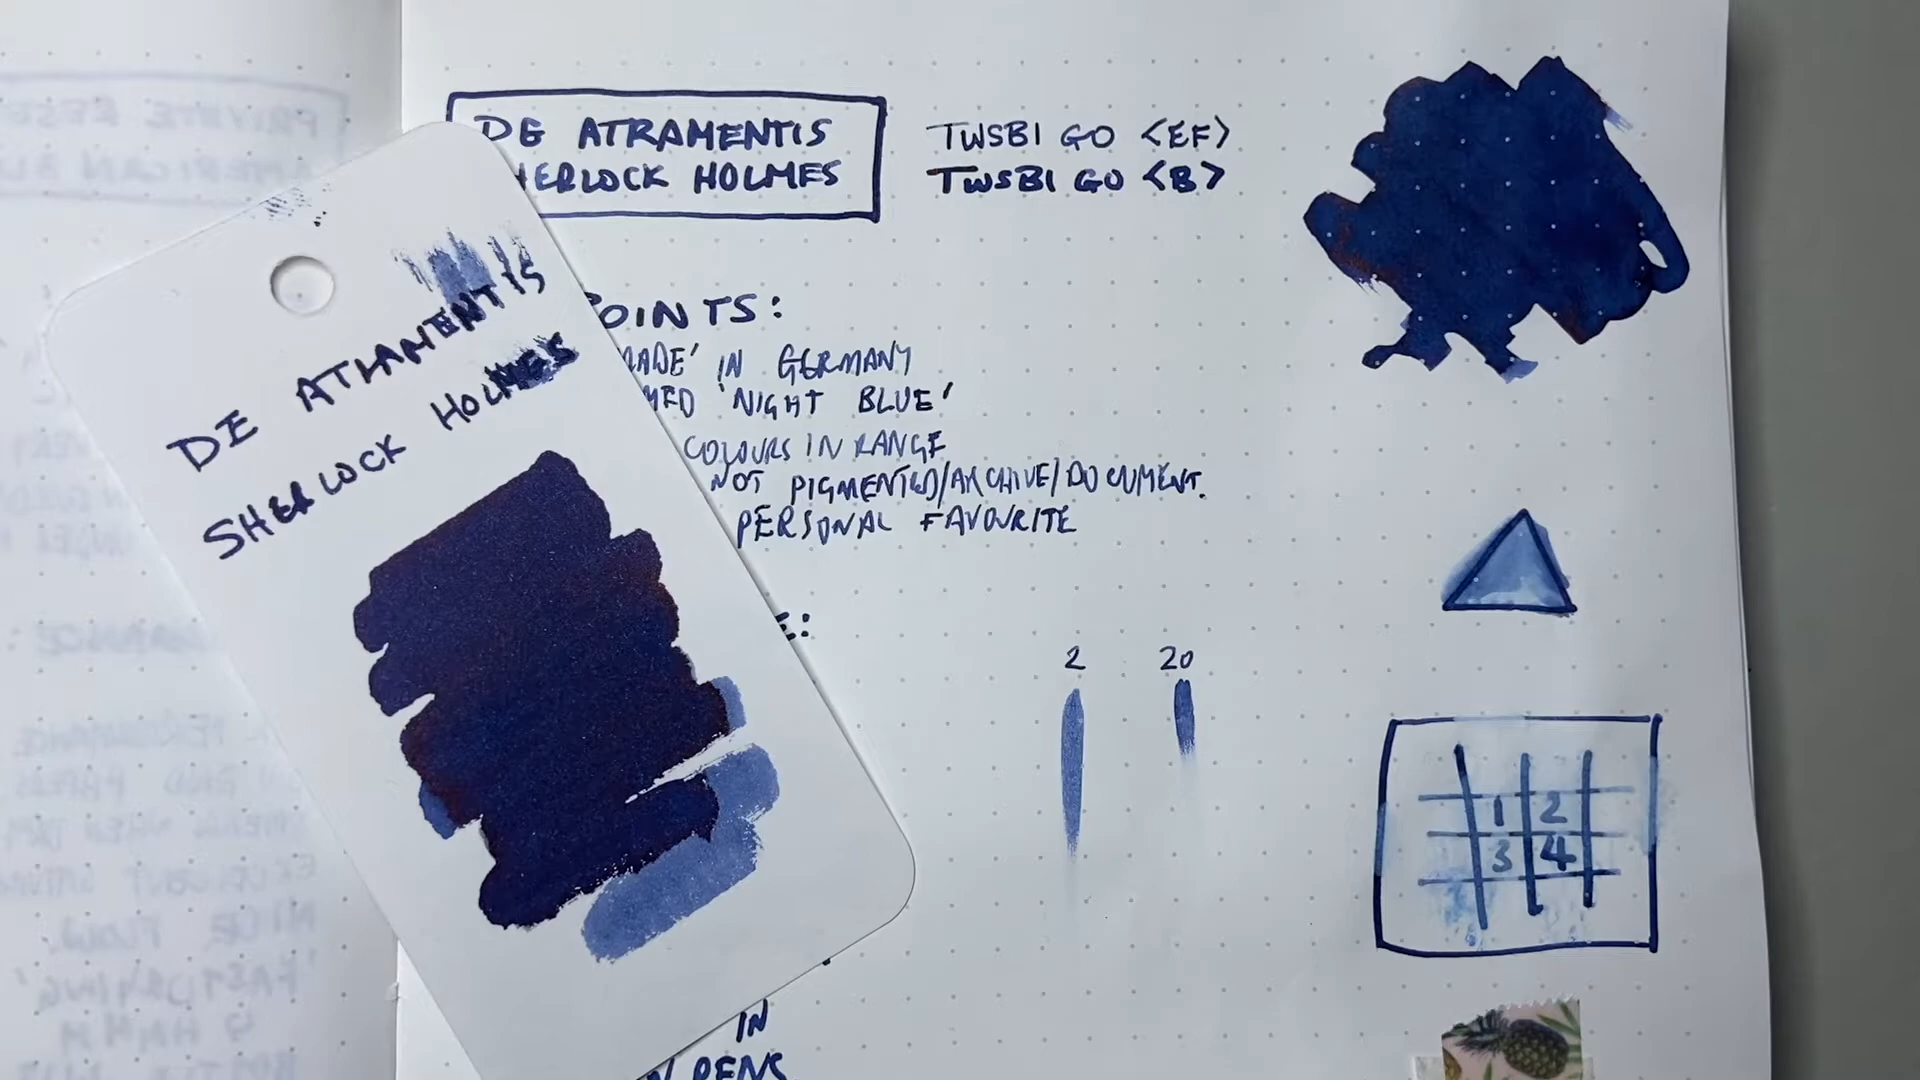 DE ATRAMENTIS
SHERLOCK HOLMES
DE ATRAMENTIS
HERLOCK HOLMES
TWSBI GO <EF>
TWSBI GO <B>
OINTS:
MADE' IN GERMANY
MED 'NIGHT BLUE'
COLOURS IN RANGE
NOT PIGMENTED/ARCHIVE/DOCUMENT.
PERSONAL FAVOURITE
E:
2 20
1 2
3 4
IN
PENS